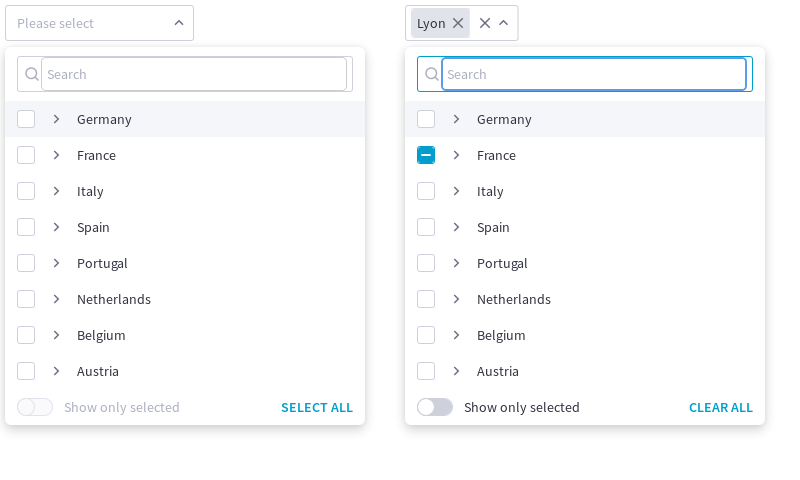 Please select
Search
Germany
France
Italy
Spain
Portugal
Netherlands
Belgium
Austria
Show only selected
SELECT ALL
Lyon
Search
Germany
France
Italy
Spain
Portugal
Netherlands
Belgium
Austria
Show only selected
CLEAR ALL